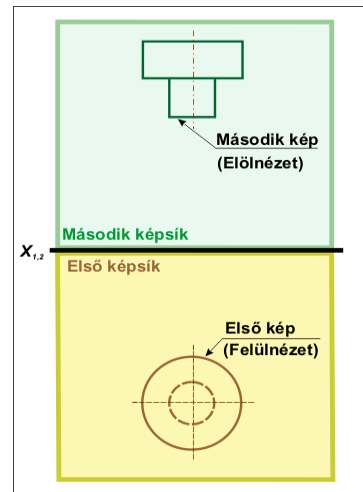 Második kép
(Elölnézet)
Második képsík
X1,2
Első képsík
Első kép
(Felülnézet)